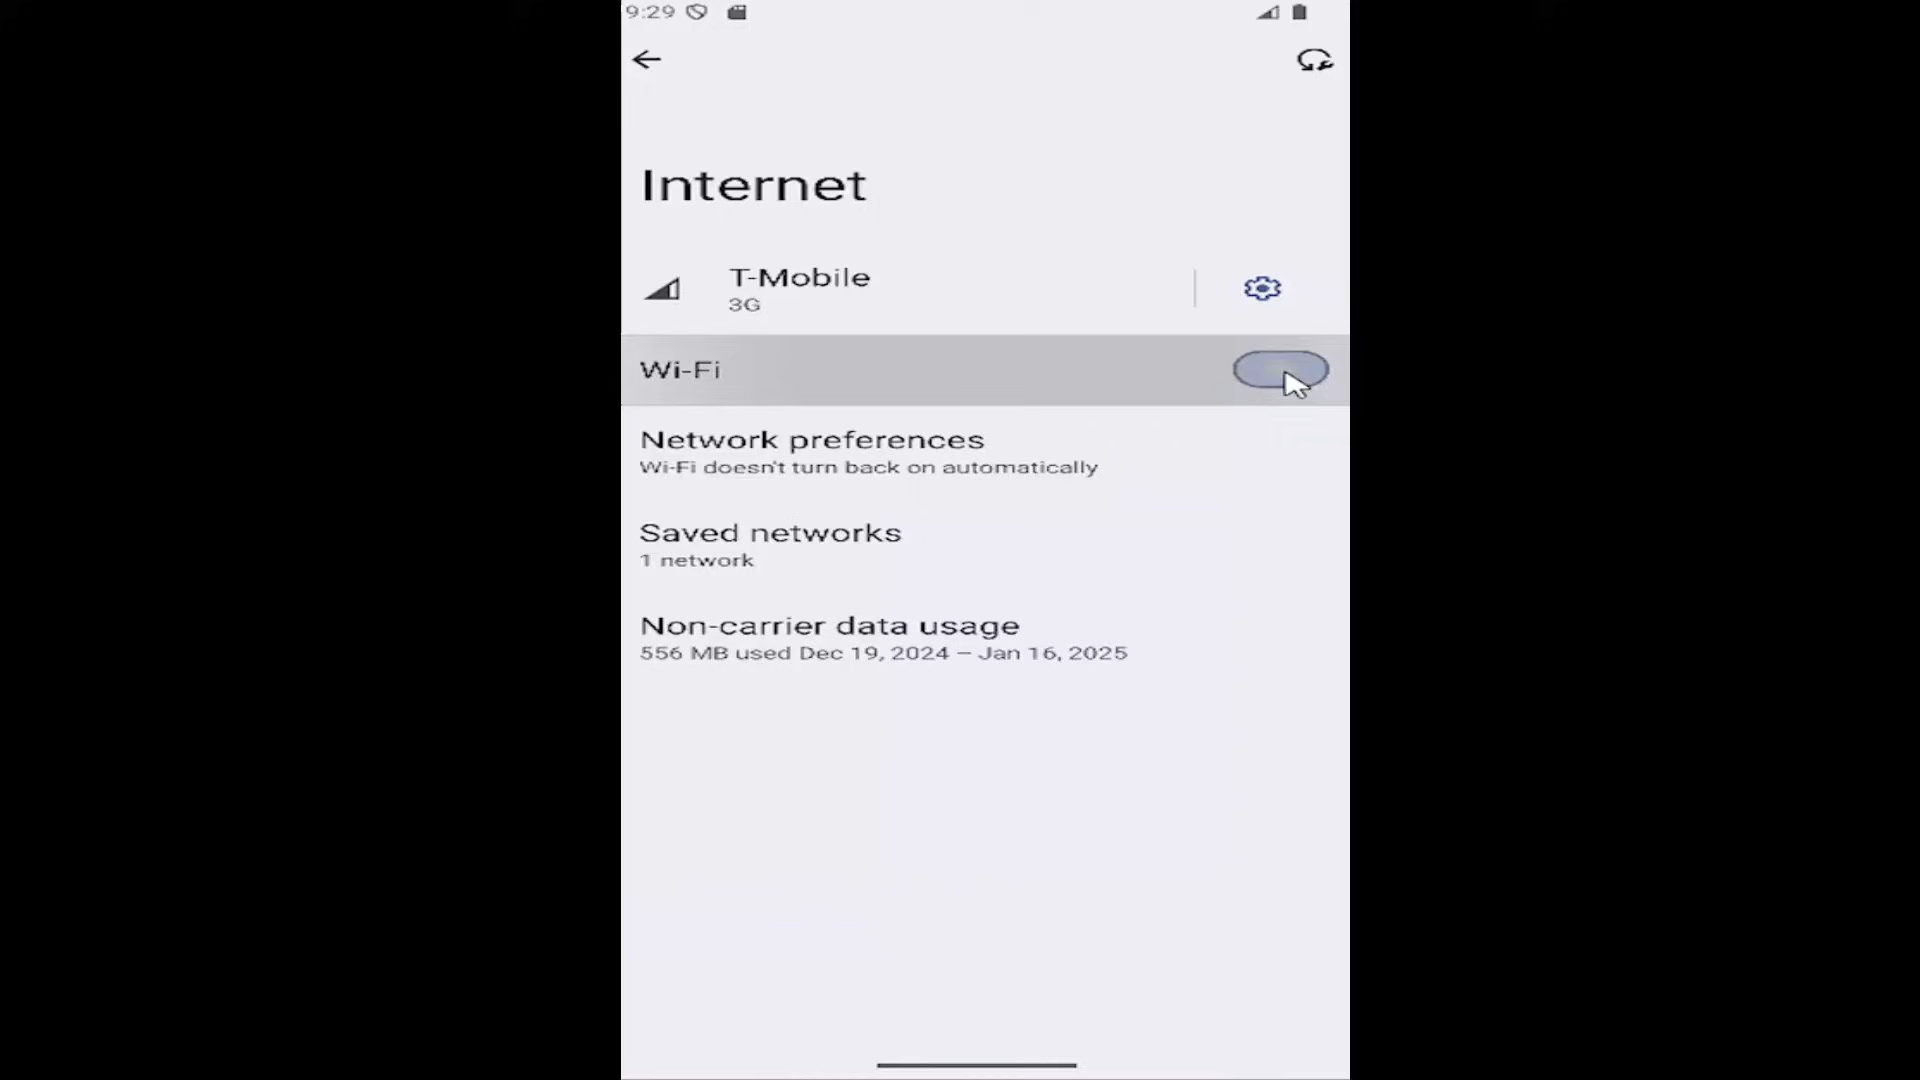 9:29
Internet
T-Mobile
3G
Wi-Fi
Network preferences
Wi-Fi doesn't turn back on automatically
Saved networks
1 network
Non-carrier data usage
556 MB used Dec 19, 2024 – Jan 16, 2025